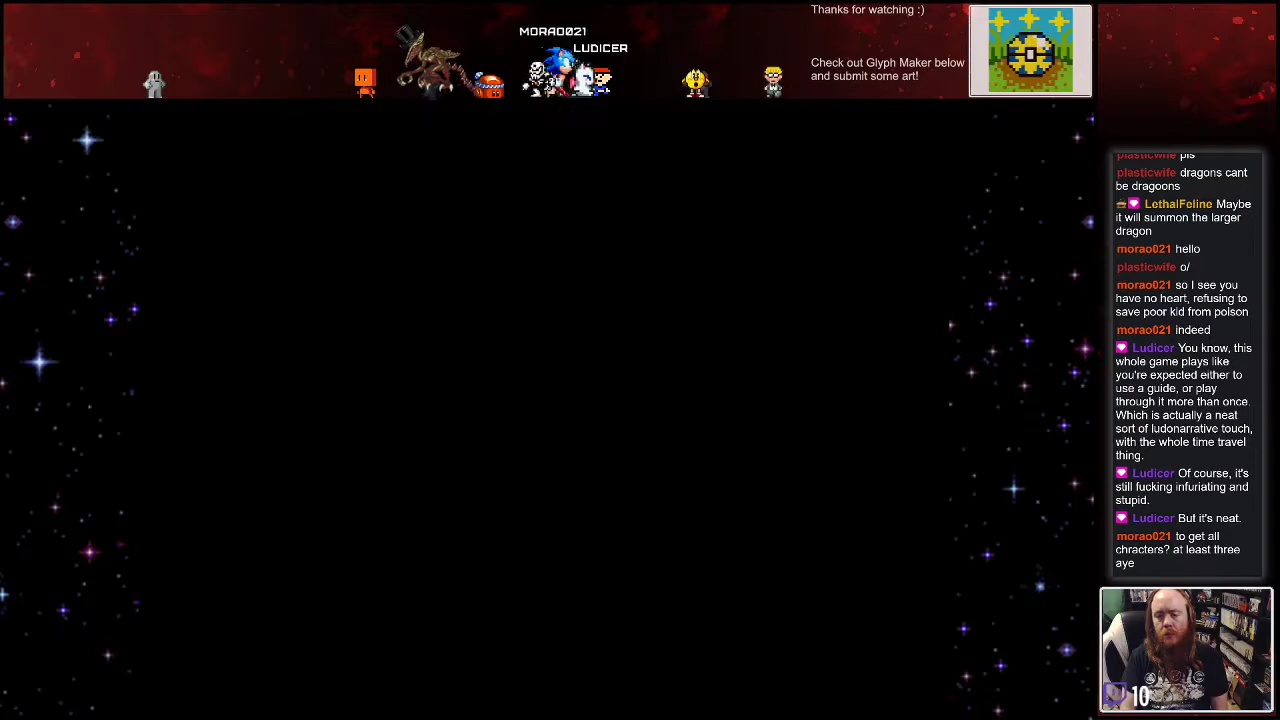 MORAO021
LUDICER
Thanks for watching :)
Check out Glyph Maker below
and submit some art!
plasticwife pls
plasticwife dragons cant
be dragoons
LethalFeline Maybe
it will summon the larger
dragon
morao021 hello
plasticwife o/
morao021 so I see you
have no heart, refusing to
save poor kid from polson
morao021 indeed
Ludicer You know, this
whole game plays like
you're expected either to
use a guide, or play
through it more than once.
Which is actually a neat
sort of ludonarrative touch,
with the whole time travel
thing.
Ludicer Of course, it's
still fucking infuriating and
stupid.
Ludicer But it's neat.
morao021 to get all
chracters? at least three
aye
10